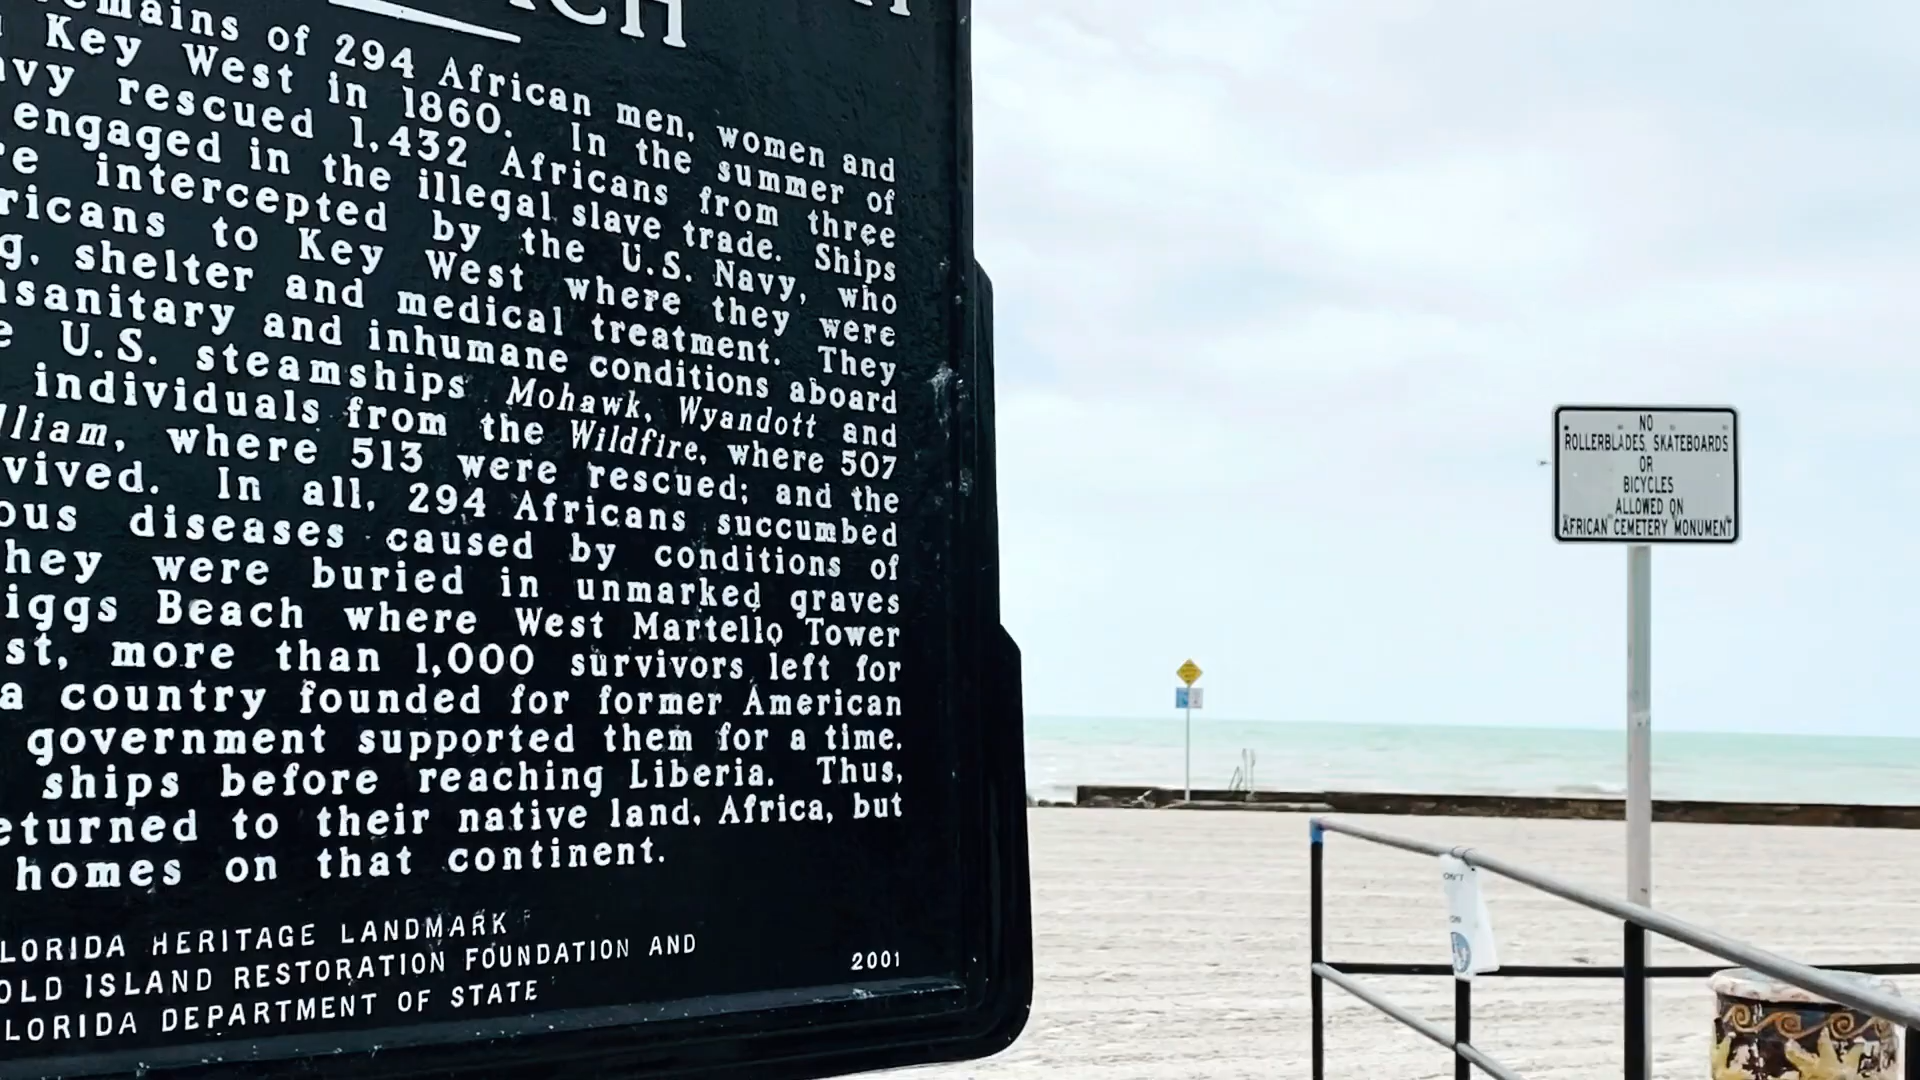 remains of 294 African men, women and
Key West in 1860. In the summer of
rescued 1,432 Africans from three
engaged in the illegal slave trade. Ships
intercepted by the U.S. Navy, who
to Key West where they were
shelter and medical treatment. They
and inhumane conditions aboard
U.S. steamships Mohawk, Wyandott and
individuals from the Wildfire, where 507
where 513 were rescued; and the
vived. In all, 294 Africans succumbed
ous diseases caused by conditions of
hey were buried in unmarked graves
iggs Beach where West Martello Tower
st, more than 1,000 survivors left for
a country founded for former American
government supported them for a time.
ships before reaching Liberia. Thus,
eturned to their native land, Africa, but
homes on that continent.
LORIDA HERITAGE LANDMARK
OLD ISLAND RESTORATION FOUNDATION AND
LORIDA DEPARTMENT OF STATE
2001
NO
ROLLERBLADES, SKATEBOARDS
OR
BICYCLES
ALLOWED ON
AFRICAN CEMETERY MONUMENT